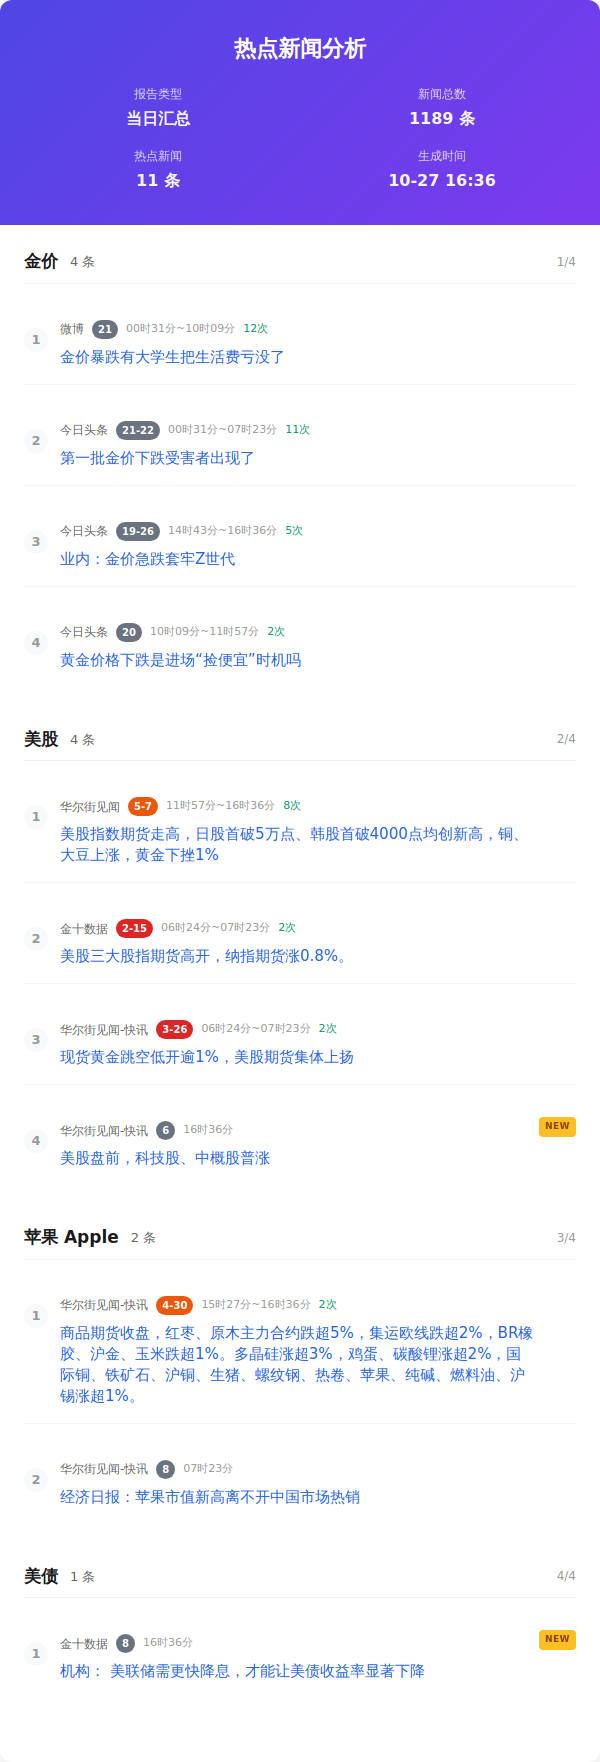 热点新闻分析
报告类型
当日汇总
新闻总数
1189 条
热点新闻
11 条
生成时间
10-27 16:36
金价 4 条 1/4
1
微博 21 00时31分~10时09分 12次
金价暴跌有大学生把生活费亏没了
2
今日头条 21-22 00时31分~07时23分 11次
第一批金价下跌受害者出现了
3
今日头条 19-26 14时43分~16时36分 5次
业内：金价急跌套牢Z世代
4
今日头条 20 10时09分~11时57分 2次
黄金价格下跌是进场“捡便宜”时机吗
美股 4 条 2/4
1
华尔街见闻 5-7 11时57分~16时36分 8次
美股指数期货走高，日股首破5万点、韩股首破4000点均创新高，铜、
大豆上涨，黄金下挫1%
2
金十数据 2-15 06时24分~07时23分 2次
美股三大股指期货高开，纳指期货涨0.8%。
3
华尔街见闻-快讯 3-26 06时24分~07时23分 2次
现货黄金跳空低开逾1%，美股期货集体上扬
4
华尔街见闻-快讯 6 16时36分 NEW
美股盘前，科技股、中概股普涨
苹果 Apple 2 条 3/4
1
华尔街见闻-快讯 4-30 15时27分~16时36分 2次
商品期货收盘，红枣、原木主力合约跌超5%，集运欧线跌超2%，BR橡
胶、沪金、玉米跌超1%。多晶硅涨超3%，鸡蛋、碳酸锂涨超2%，国
际铜、铁矿石、沪铜、生猪、螺纹钢、热卷、苹果、纯碱、燃料油、沪
锡涨超1%。
2
华尔街见闻-快讯 8 07时23分
经济日报：苹果市值新高离不开中国市场热销
美债 1 条 4/4
1
金十数据 8 16时36分 NEW
机构： 美联储需更快降息，才能让美债收益率显著下降